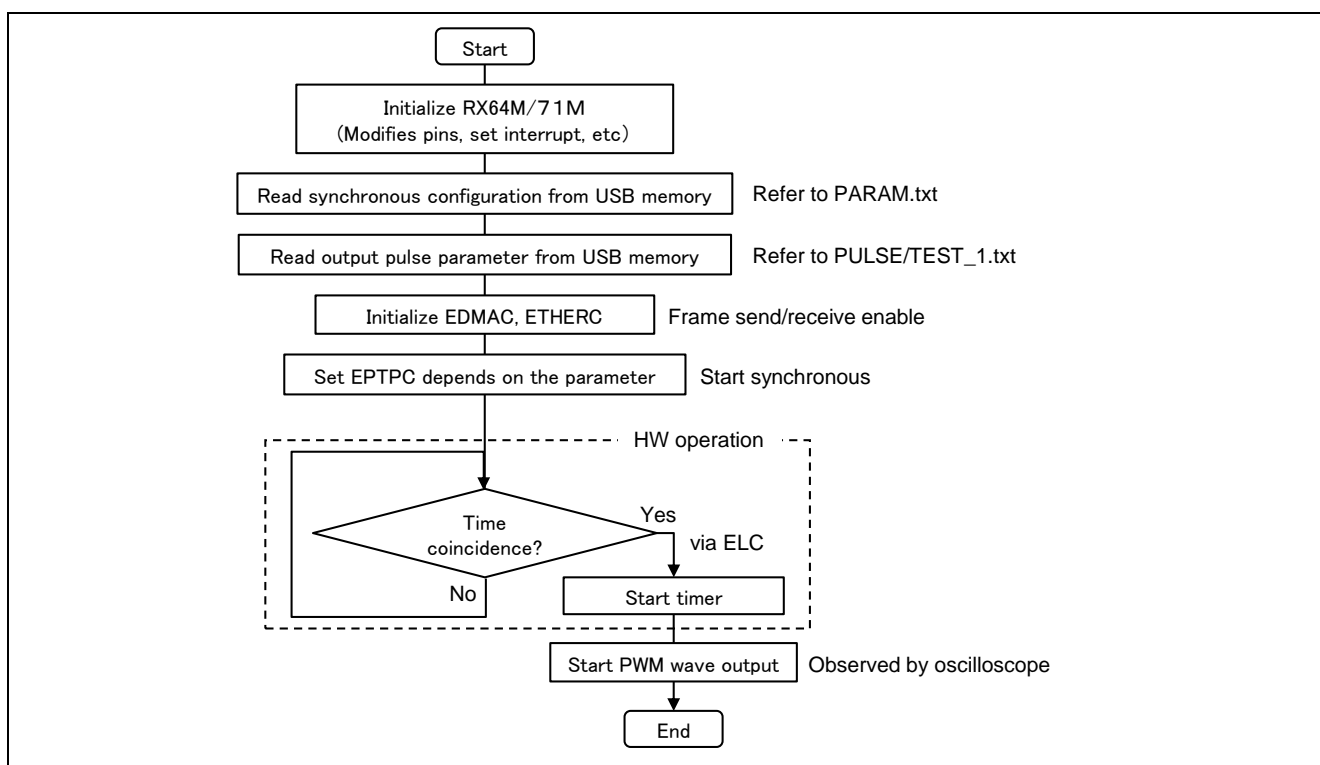 Start
Initialize RX64M/71M
(Modifies pins, set interrupt, etc)
Read synchronous configuration from USB memory
Refer to PARAM.txt
Read output pulse parameter from USB memory
Refer to PULSE/TEST_1.txt
Initialize EDMAC, ETHERC
Frame send/receive enable
Set EPTPC depends on the parameter
Start synchronous
HW operation
Time
coincidence?
Yes
via ELC
No
Start timer
Start PWM wave output
Observed by oscilloscope
End